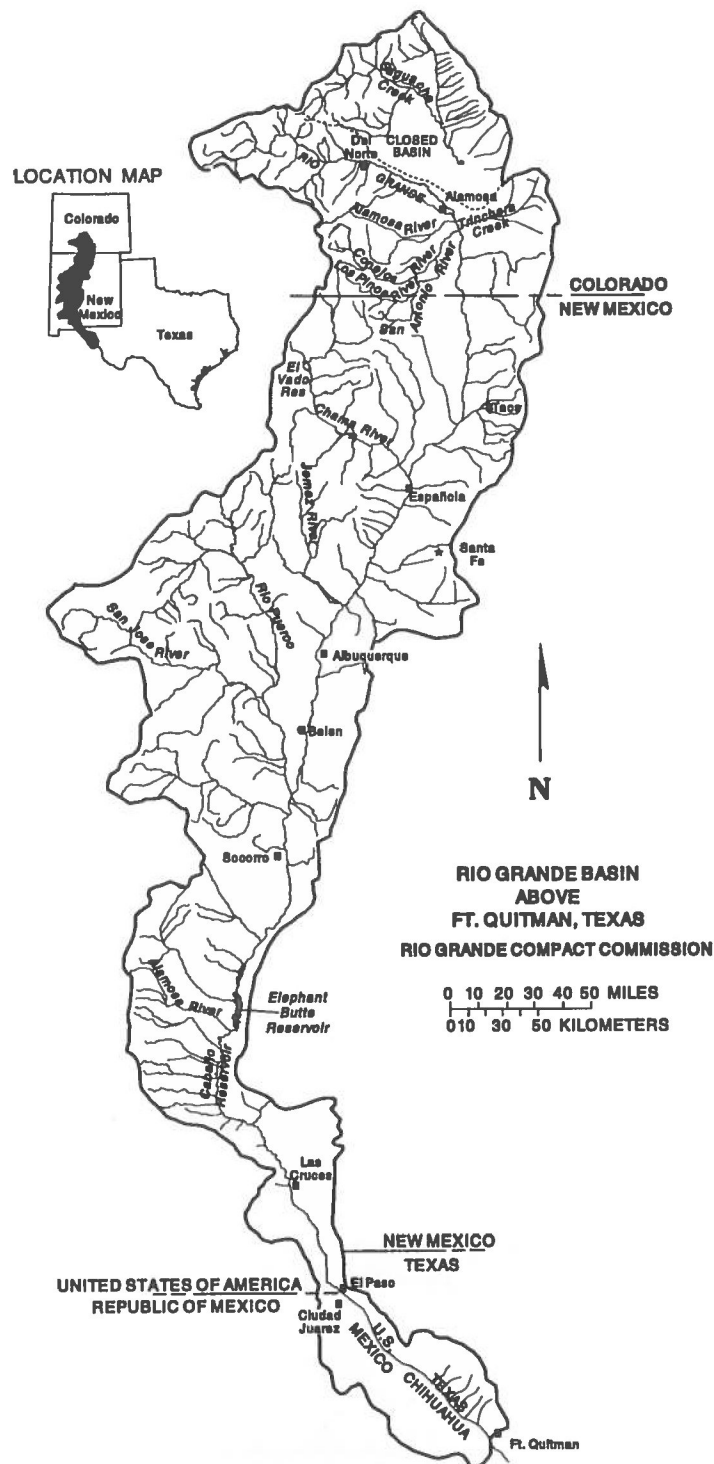 Saguache
Creek
Del
Norte
CLOSED
BASIN
RIO
GRANDE
Alamosa
Alamosa River
Trinchera
Creek
LOCATION MAP
Colorado
New
Mexico
Texas
Conejos River
Los Pinos River
San Antonio River
COLORADO
NEW MEXICO
El
Vado
Res
Taos
Chama River
Jemez River
Española
Santa
Fe
San Jose
River
Rio Puerco
Albuquerque
Belen
N
Socorro
RIO GRANDE BASIN
ABOVE
FT. QUITMAN, TEXAS
RIO GRANDE COMPACT COMMISSION
0 10 20 30 40 50 MILES
010 30 50 KILOMETERS
Alamosa
River
Elephant
Butte
Reservoir
Caballo
Reservoir
Las
Cruces
NEW MEXICO
TEXAS
UNITED STATES OF AMERICA
REPUBLIC OF MEXICO
El Paso
Ciudad
Juarez
U.S.
MEXICO
TEXAS
CHIHUAHUA
Ft. Quitman